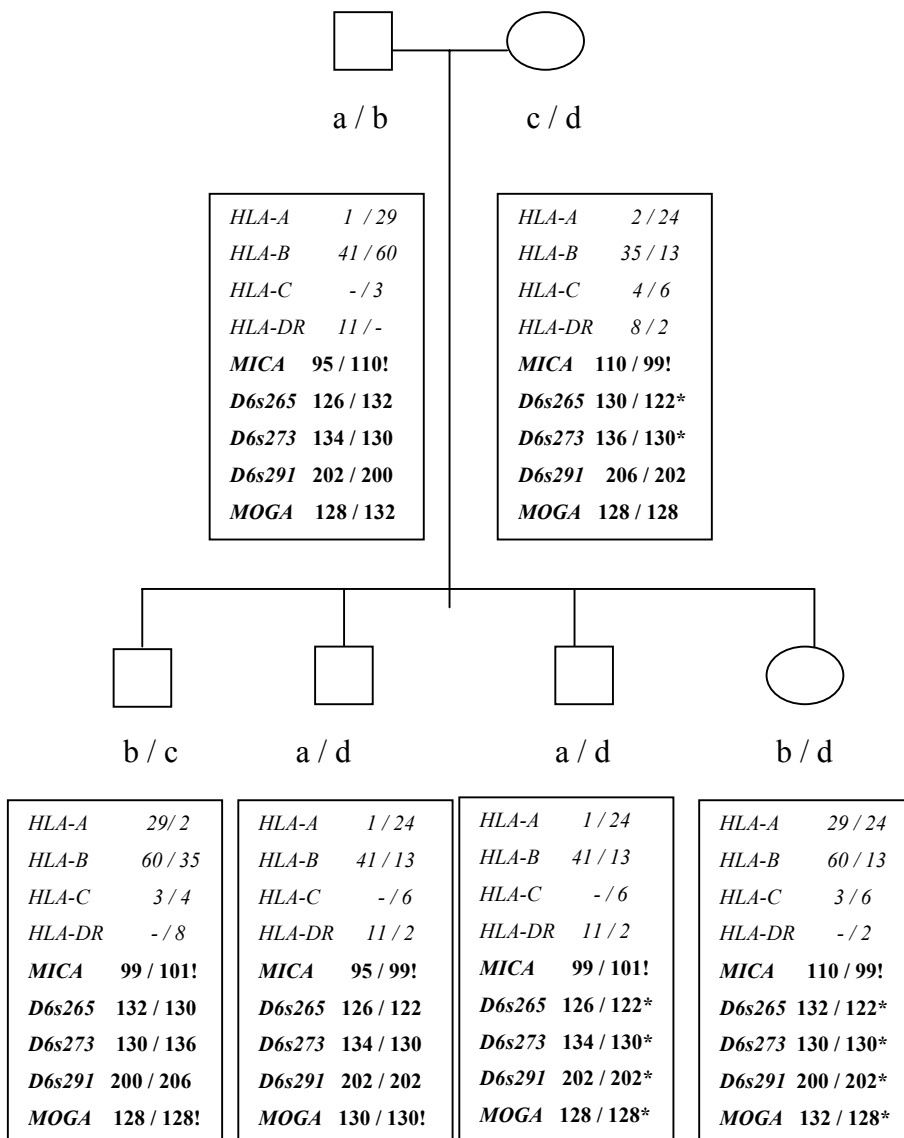 a / b
c / d
HLA-A 1 / 29
HLA-B 41 / 60
HLA-C - / 3
HLA-DR 11 / -
MICA 95 / 110!
D6s265 126 / 132
D6s273 134 / 130
D6s291 202 / 200
MOGA 128 / 132
HLA-A 2 / 24
HLA-B 35 / 13
HLA-C 4 / 6
HLA-DR 8 / 2
MICA 110 / 99!
D6s265 130 / 122*
D6s273 136 / 130*
D6s291 206 / 202
MOGA 128 / 128
b / c
a / d
a / d
b / d
HLA-A 29/ 2
HLA-B 60 / 35
HLA-C 3 / 4
HLA-DR - / 8
MICA 99 / 101!
D6s265 132 / 130
D6s273 130 / 136
D6s291 200 / 206
MOGA 128 / 128!
HLA-A 1 / 24
HLA-B 41 / 13
HLA-C - / 6
HLA-DR 11 / 2
MICA 95 / 99!
D6s265 126 / 122
D6s273 134 / 130
D6s291 202 / 202
MOGA 130 / 130!
HLA-A 1 / 24
HLA-B 41 / 13
HLA-C - / 6
HLA-DR 11 / 2
MICA 99 / 101!
D6s265 126 / 122*
D6s273 134 / 130*
D6s291 202 / 202*
MOGA 128 / 128*
HLA-A 29 / 24
HLA-B 60 / 13
HLA-C 3 / 6
HLA-DR - / 2
MICA 110 / 99!
D6s265 132 / 122*
D6s273 130 / 130*
D6s291 200 / 202*
MOGA 132 / 128*